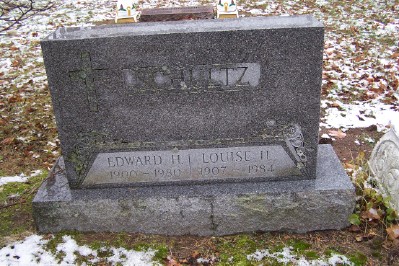 SCHULTZ
EDWARD H. LOUISE H.
1900 - 1980 1907 - 1984